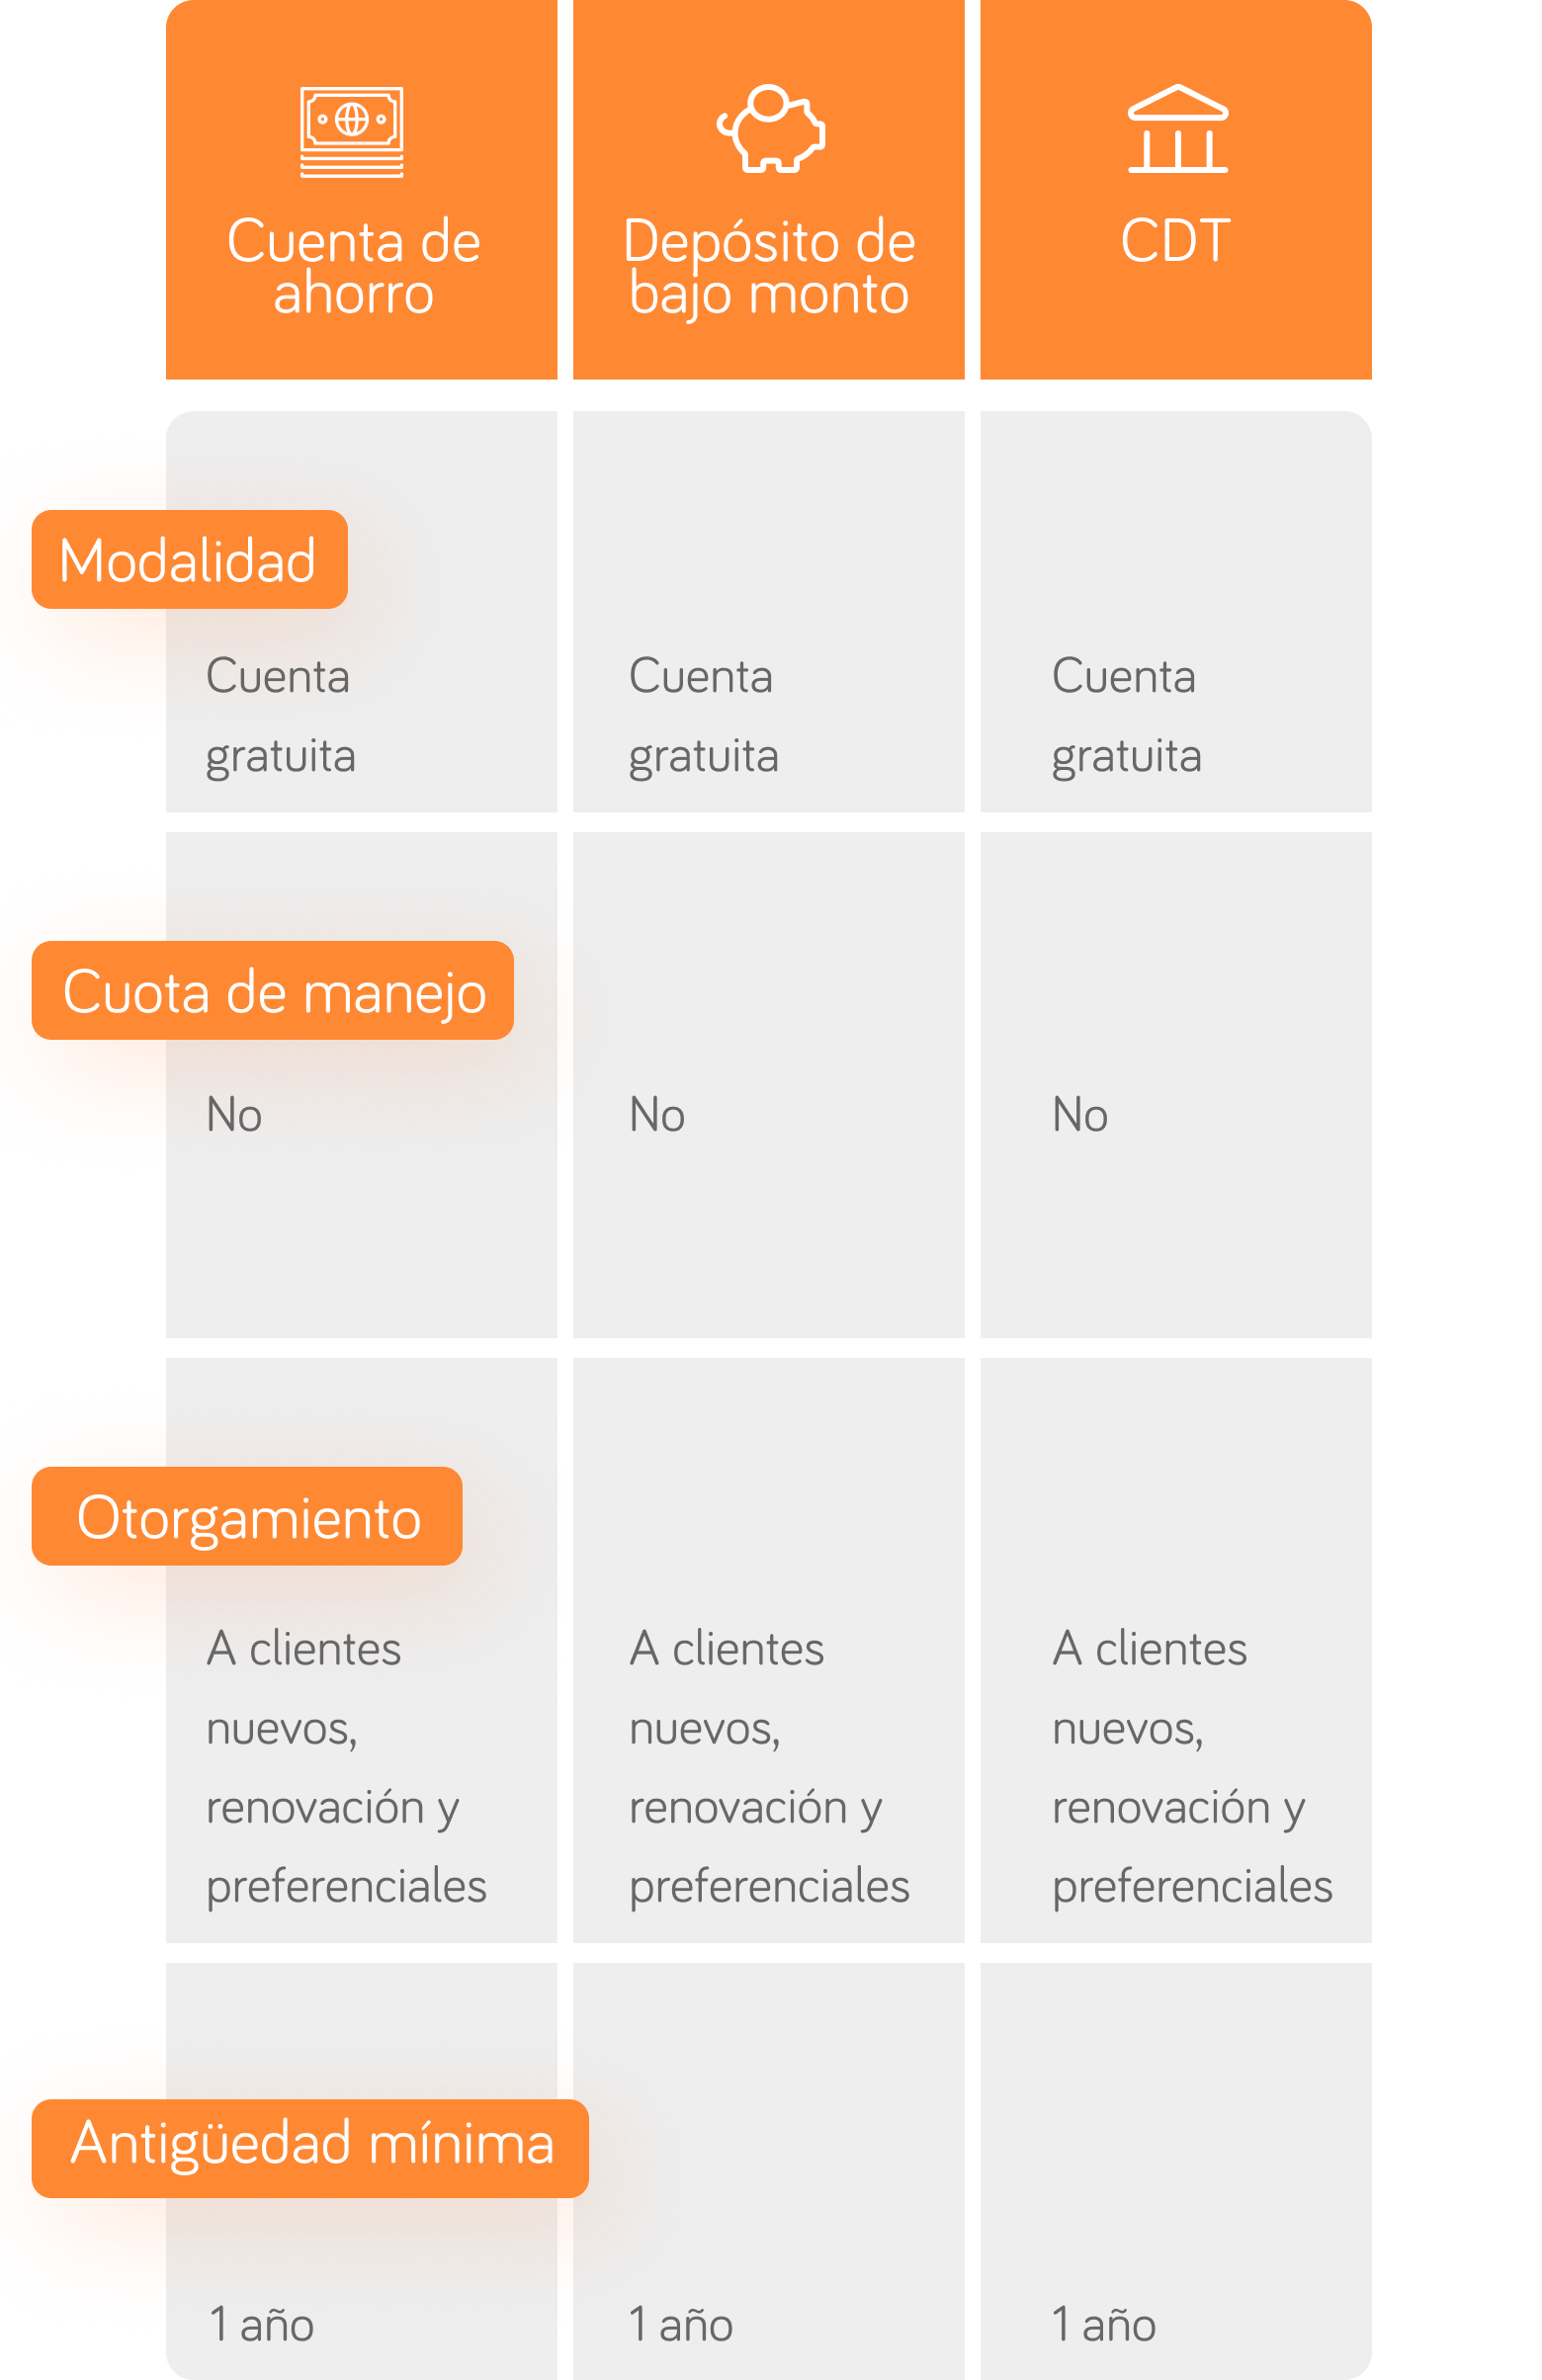 Cuenta de
ahorro
Depósito de
bajo monto
CDT
Modalidad
Cuenta
gratuita
Cuenta
gratuita
Cuenta
gratuita
Cuota de manejo
No
No
No
Otorgamiento
A clientes
nuevos,
renovación y
preferenciales
A clientes
nuevos,
renovación y
preferenciales
A clientes
nuevos,
renovación y
preferenciales
Antigüedad mínima
1 año
1 año
1 año